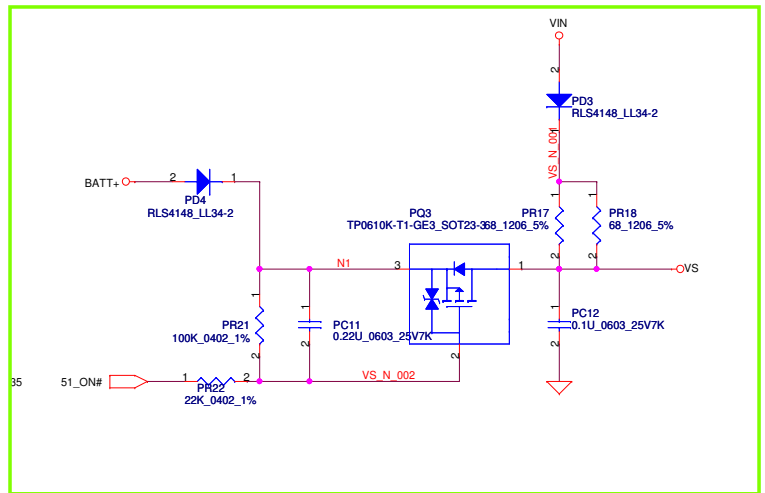 VIN
2
PD3
RLS4148_LL34-2
1
VS_N_001
BATT+
2
1
PD4
RLS4148_LL34-2
PQ3
TP0610K-T1-GE3_SOT23-3
PR17
68_1206_5%
1
1
PR18
68_1206_5%
2
2
N1
3
1
VS
1
PR21
100K_0402_1%
2
1
PC11
0.22U_0603_25V7K
2
2
1
PC12
0.1U_0603_25V7K
2
35
51_ON#
1
2
PR22
22K_0402_1%
VS_N_002